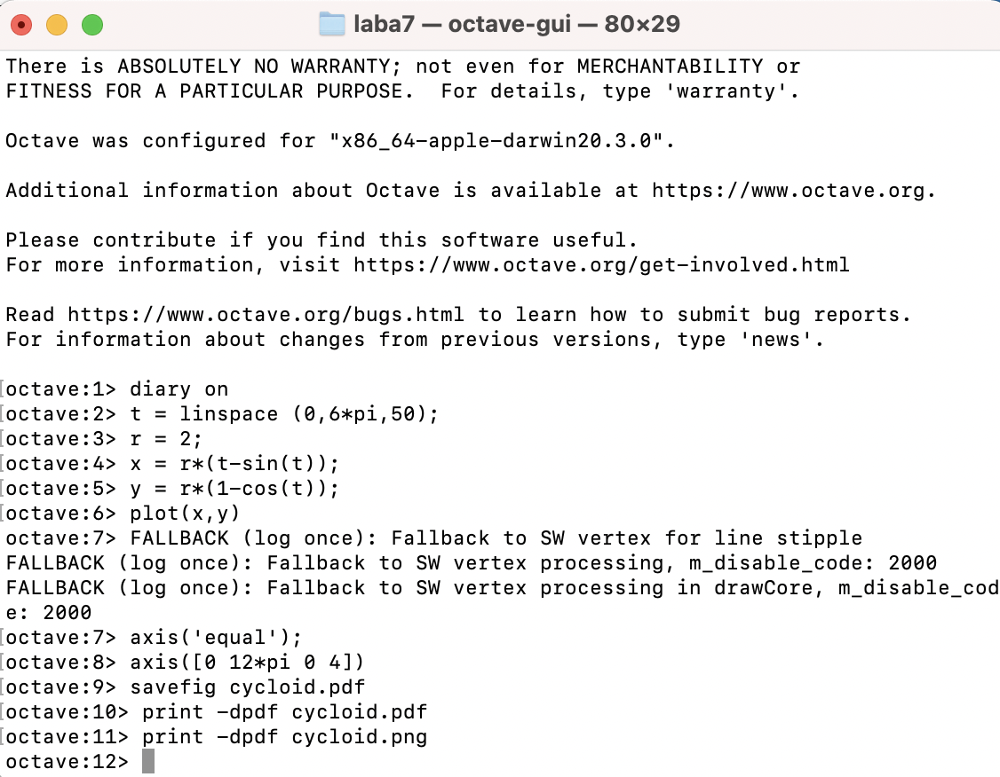 laba7 — octave-gui — 80×29
There is ABSOLUTELY NO WARRANTY; not even for MERCHANTABILITY or
FITNESS FOR A PARTICULAR PURPOSE.  For details, type 'warranty'.
Octave was configured for "x86_64-apple-darwin20.3.0".
Additional information about Octave is available at https://www.octave.org.
Please contribute if you find this software useful.
For more information, visit https://www.octave.org/get-involved.html
Read https://www.octave.org/bugs.html to learn how to submit bug reports.
For information about changes from previous versions, type 'news'.
[octave:1> diary on
[octave:2> t = linspace (0,6*pi,50);
[octave:3> r = 2;
[octave:4> x = r*(t-sin(t));
[octave:5> y = r*(1-cos(t));
[octave:6> plot(x,y)
octave:7> FALLBACK (log once): Fallback to SW vertex for line stipple
FALLBACK (log once): Fallback to SW vertex processing, m_disable_code: 2000
FALLBACK (log once): Fallback to SW vertex processing in drawCore, m_disable_cod
e: 2000
[octave:7> axis('equal');
[octave:8> axis([0 12*pi 0 4])
[octave:9> savefig cycloid.pdf
[octave:10> print -dpdf cycloid.pdf
[octave:11> print -dpdf cycloid.png
octave:12>